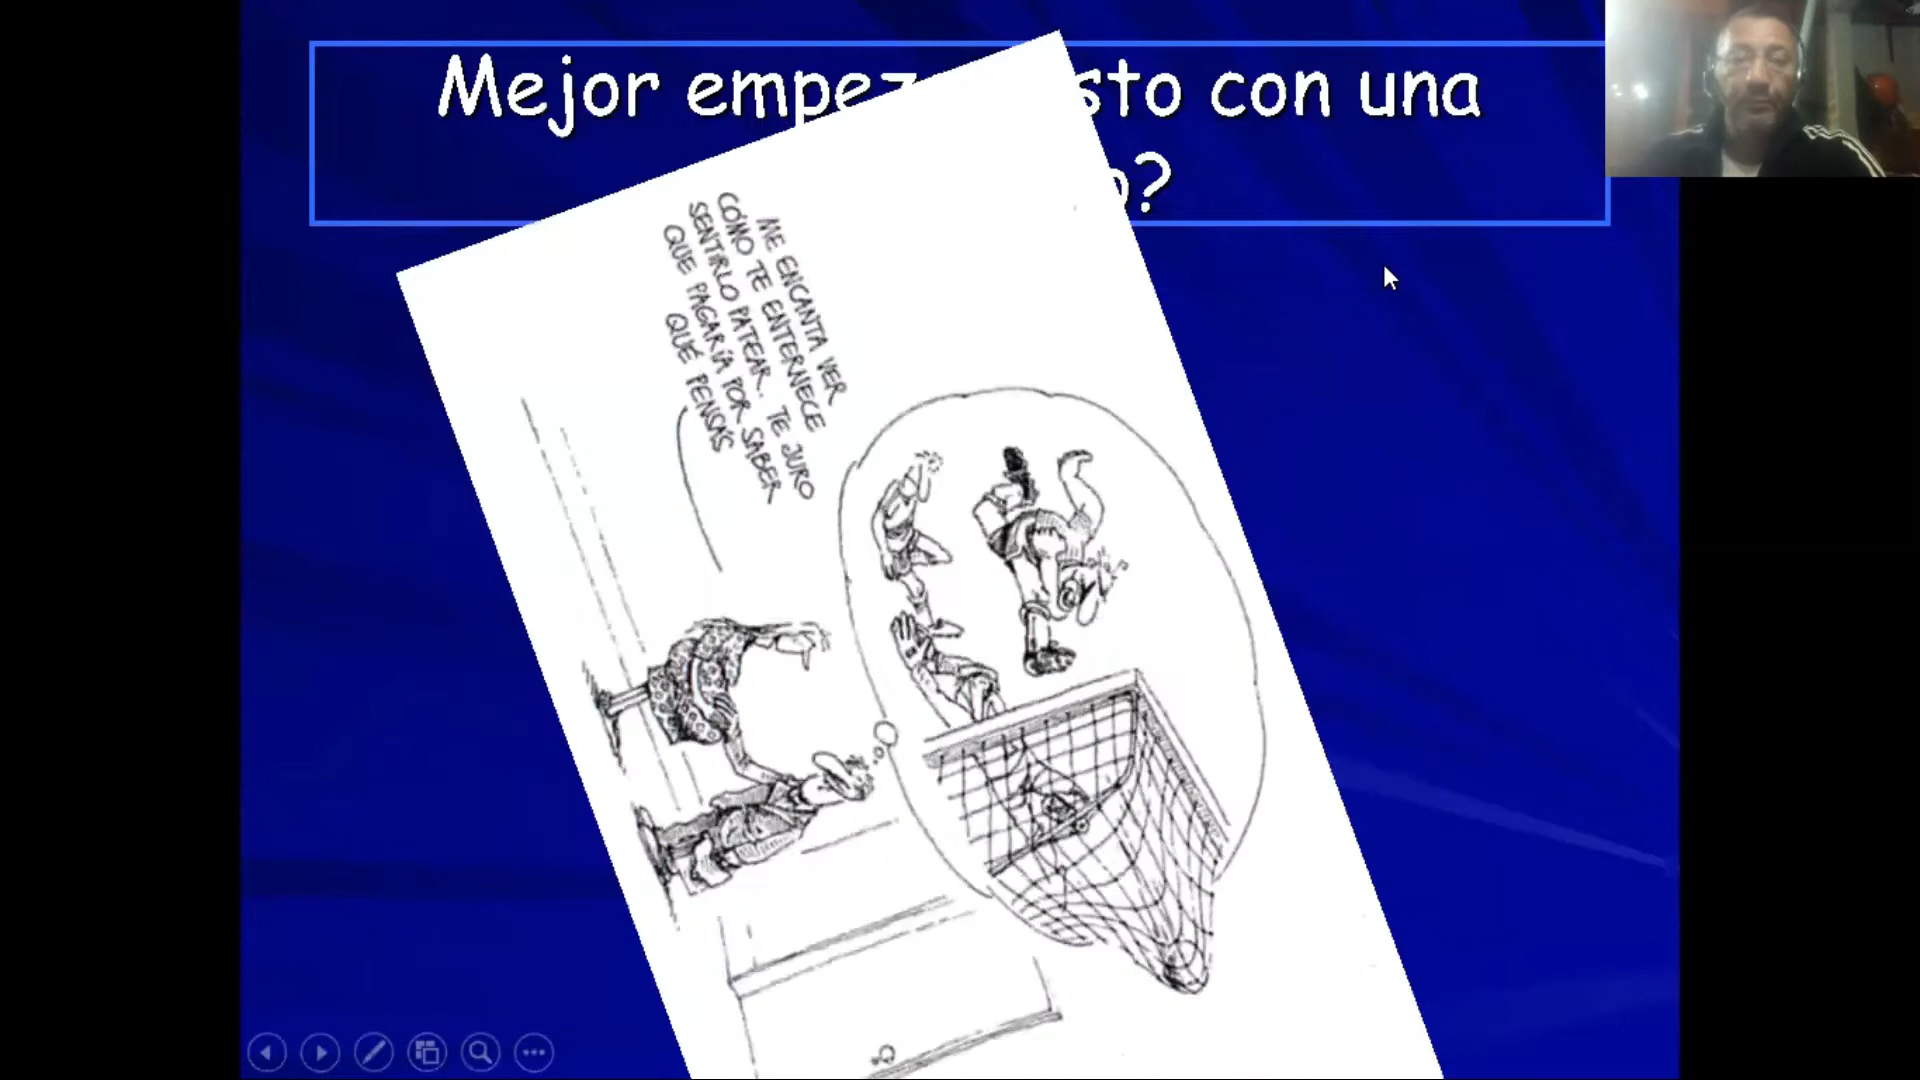 Mejor empez sto con una
o?
ME ENCANTA VER
CÓMO TE ENTERNECE
SENTIRLO PATEAR.. TE JURO
QUE PAGARÍA POR SABER
QUÉ PENSÁS